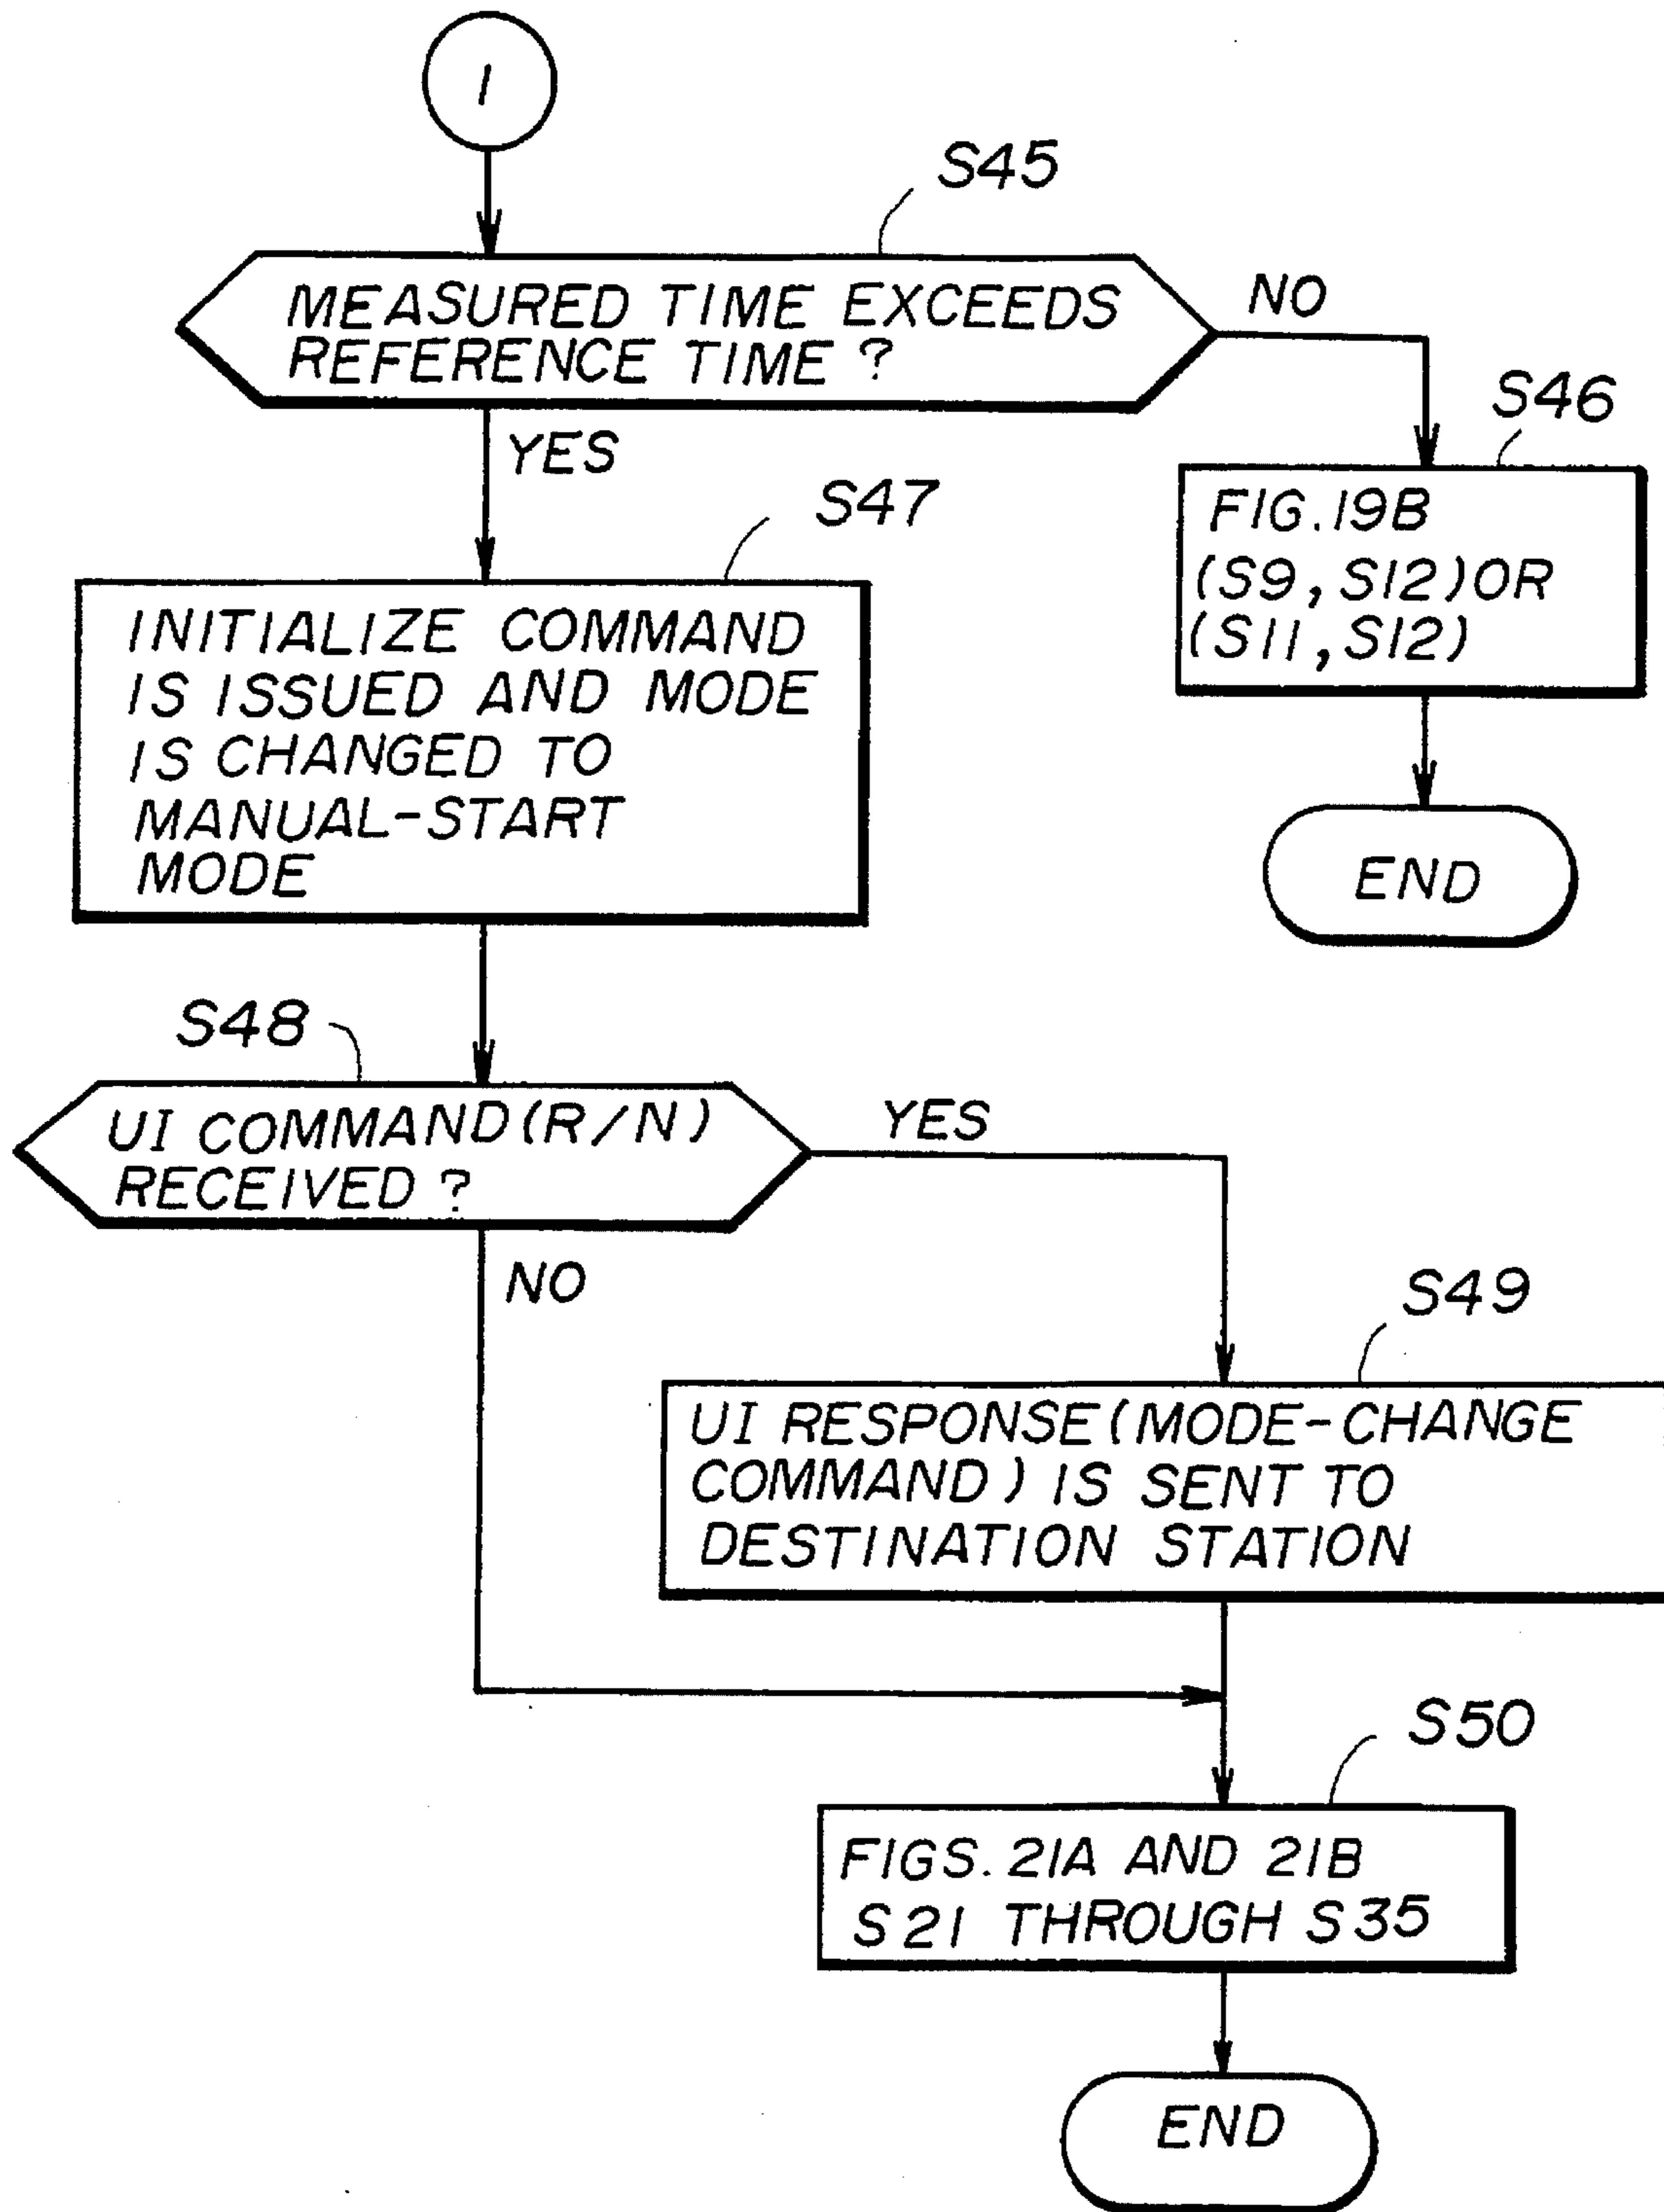 1
S45
MEASURED TIME EXCEEDS
REFERENCE TIME ?
NO
YES
S46
FIG.19B
(S9,S12)OR
(S11,S12)
END
S47
INITIALIZE COMMAND
IS ISSUED AND MODE
IS CHANGED TO
MANUAL-START
MODE
S48
UI COMMAND(R/N)
RECEIVED ?
YES
NO
S49
UI RESPONSE(MODE-CHANGE
COMMAND) IS SENT TO
DESTINATION STATION
S50
FIGS. 21A AND 21B
S21 THROUGH S35
END